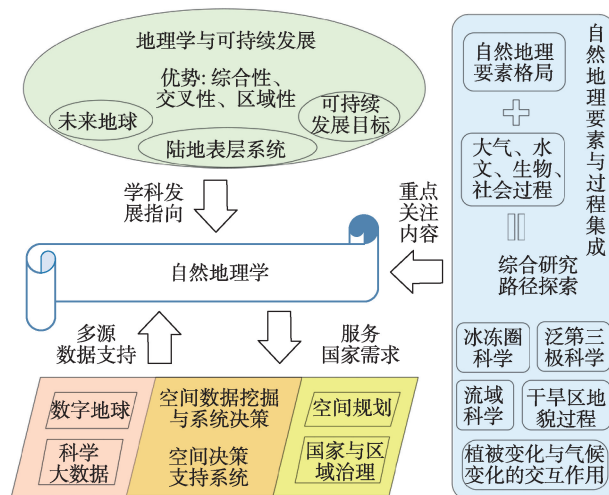 地理学与可持续发展
优势: 综合性、
交叉性、区域性
未来地球
可持续
发展目标
陆地表层系统
学科发
展指向
重点
关注
内容
自然地理学
多源
数据支持
服务
国家需求
数字地球
科学
大数据
空间数据挖掘
与系统决策
空间决策
支持系统
空间规划
国家与区
域治理
自然地理要素与过程集成
自然地理
要素格局
+
大气、水
文、生物、
社会过程
综合研究
路径探索
冰冻圈
科学
泛第三
极科学
流域
科学
干旱区地
貌过程
植被变化与气候
变化的交互作用